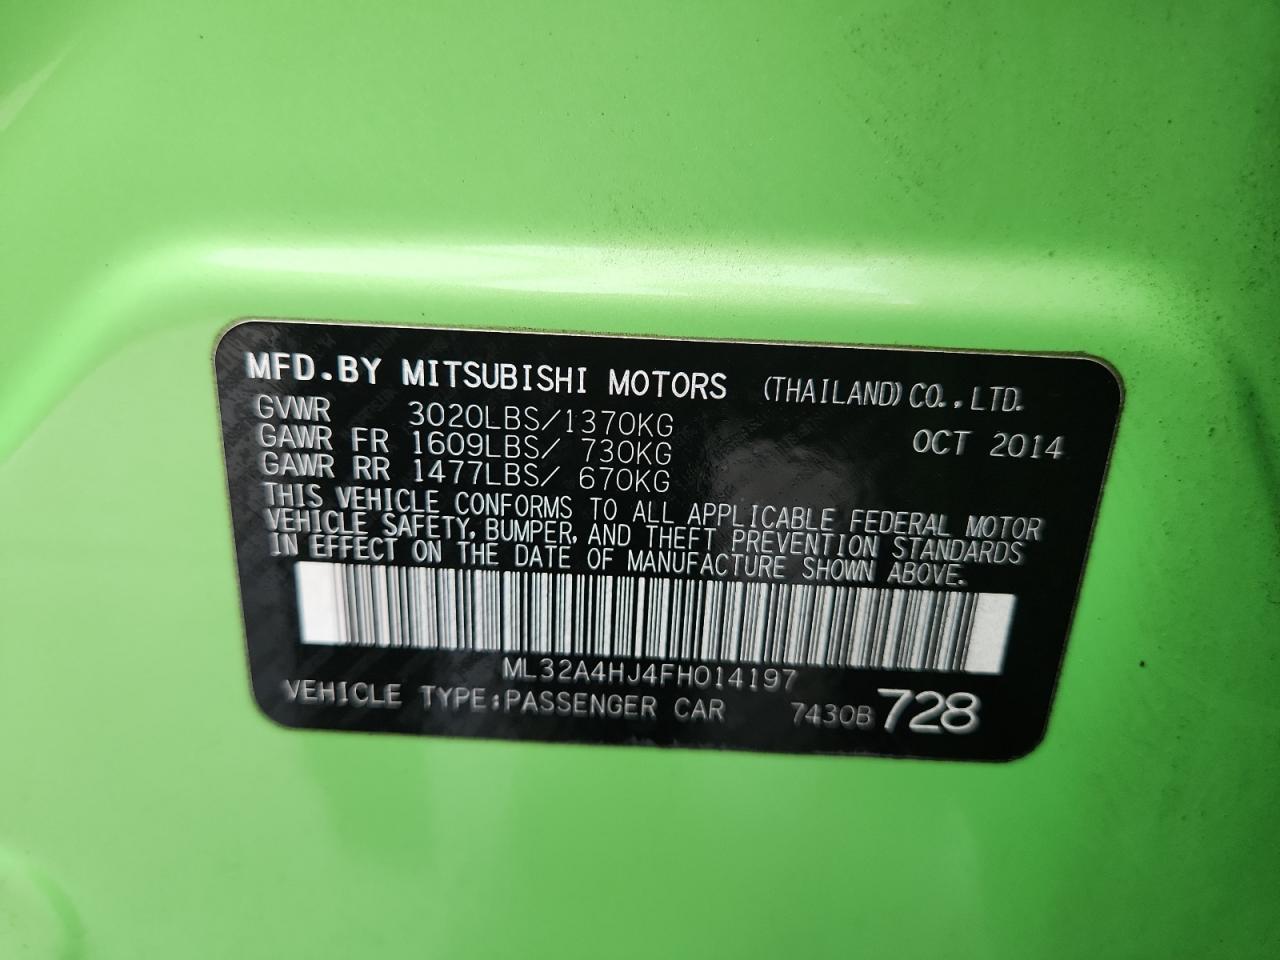 MFD.BY MITSUBISHI MOTORS (THAILAND) CO.,LTD.
GVWR 3020LBS/1370KG OCT 2014
GAWR FR 1609LBS/ 730KG
GAWR RR 1477LBS/ 670KG
THIS VEHICLE CONFORMS TO ALL APPLICABLE FEDERAL MOTOR
VEHICLE SAFETY, BUMPER, AND THEFT PREVENTION STANDARDS
IN EFFECT ON THE DATE OF MANUFACTURE SHOWN ABOVE.
ML32A4HJ4FH014197
VEHICLE TYPE:PASSENGER CAR 7430B 728